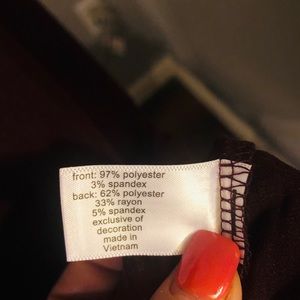 front: 97% polyester
3% spandex
back: 62% polyester
33% rayon
5% spandex
exclusive of
decoration
made in
Vietnam